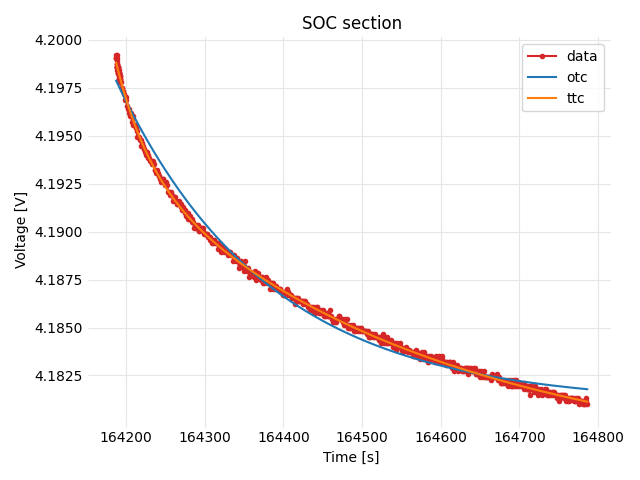 SOC section
4.2000
4.1975
4.1950
4.1925
4.1900
4.1875
4.1850
4.1825
Voltage [V]
data
otc
ttc
164200 164300 164400 164500 164600 164700 164800
Time [s]